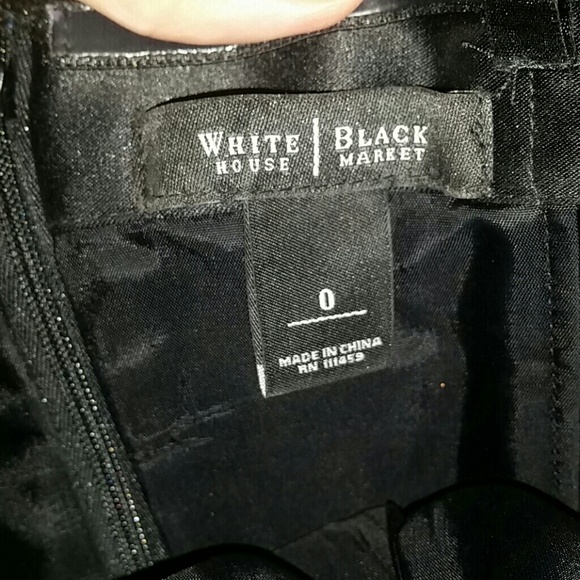 WHITE | BLACK
HOUSE | MARKET
0
MADE IN CHINA
RN 111459